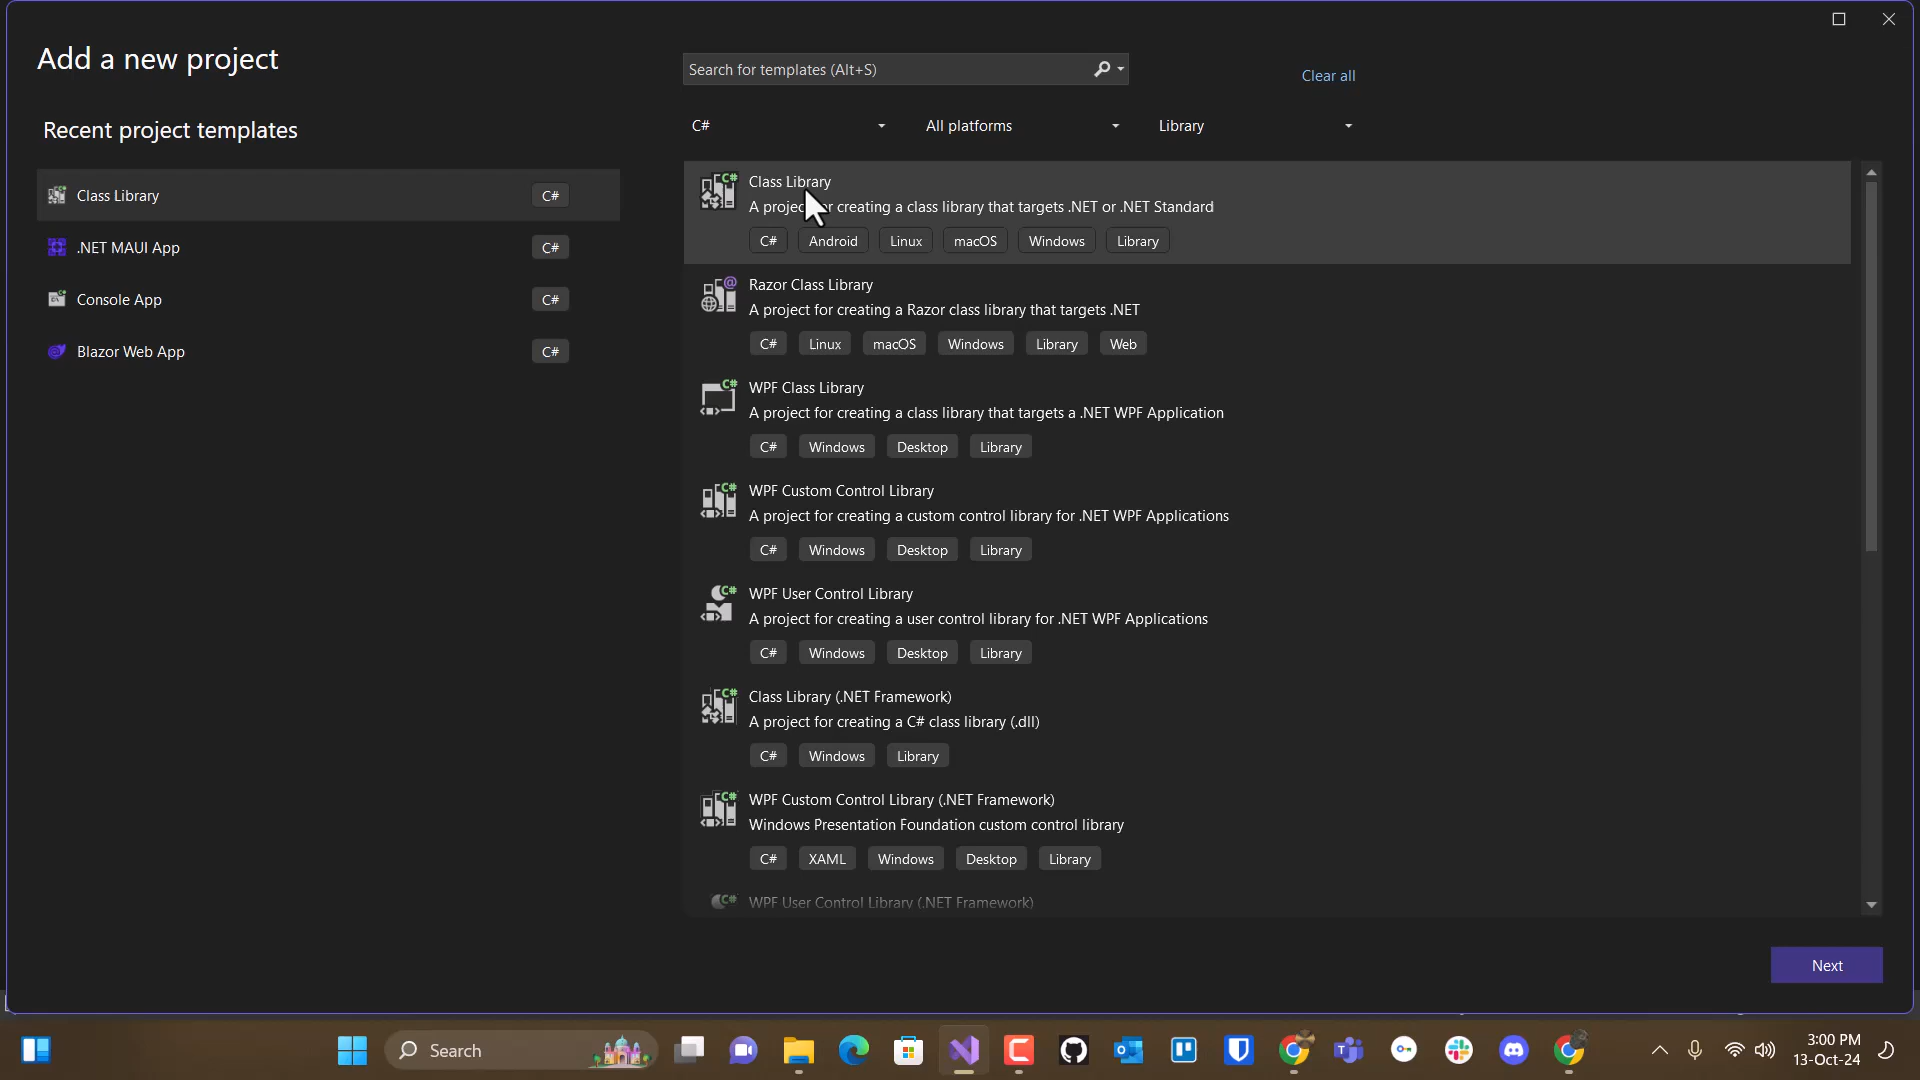 Add a new project
Search for templates (Alt+S)
Clear all
Recent project templates
C#
All platforms
Library
Class Library
C#
.NET MAUI App
C#
Console App
C#
Blazor Web App
C#
Class Library
A project for creating a class library that targets .NET or .NET Standard
C# Android Linux macOS Windows Library
Razor Class Library
A project for creating a Razor class library that targets .NET
C# Linux macOS Windows Library Web
WPF Class Library
A project for creating a class library that targets a .NET WPF Application
C# Windows Desktop Library
WPF Custom Control Library
A project for creating a custom control library for .NET WPF Applications
C# Windows Desktop Library
WPF User Control Library
A project for creating a user control library for .NET WPF Applications
C# Windows Desktop Library
Class Library (.NET Framework)
A project for creating a C# class library (.dll)
C# Windows Library
WPF Custom Control Library (.NET Framework)
Windows Presentation Foundation custom control library
C# XAML Windows Desktop Library
WPF User Control Library (.NET Framework)
Next
Search
3:00 PM
13-Oct-24